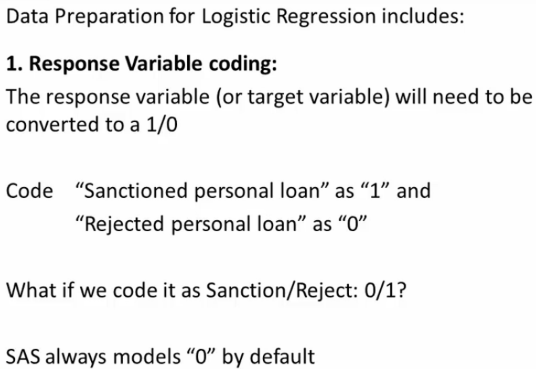 Data Preparation for Logistic Regression includes:
1. Response Variable coding:
The response variable (or target variable) will need to be
converted to a 1/0
Code “Sanctioned personal loan” as “1” and
“Rejected personal loan” as “0”
What if we code it as Sanction/Reject: 0/1?
SAS always models “0” by default